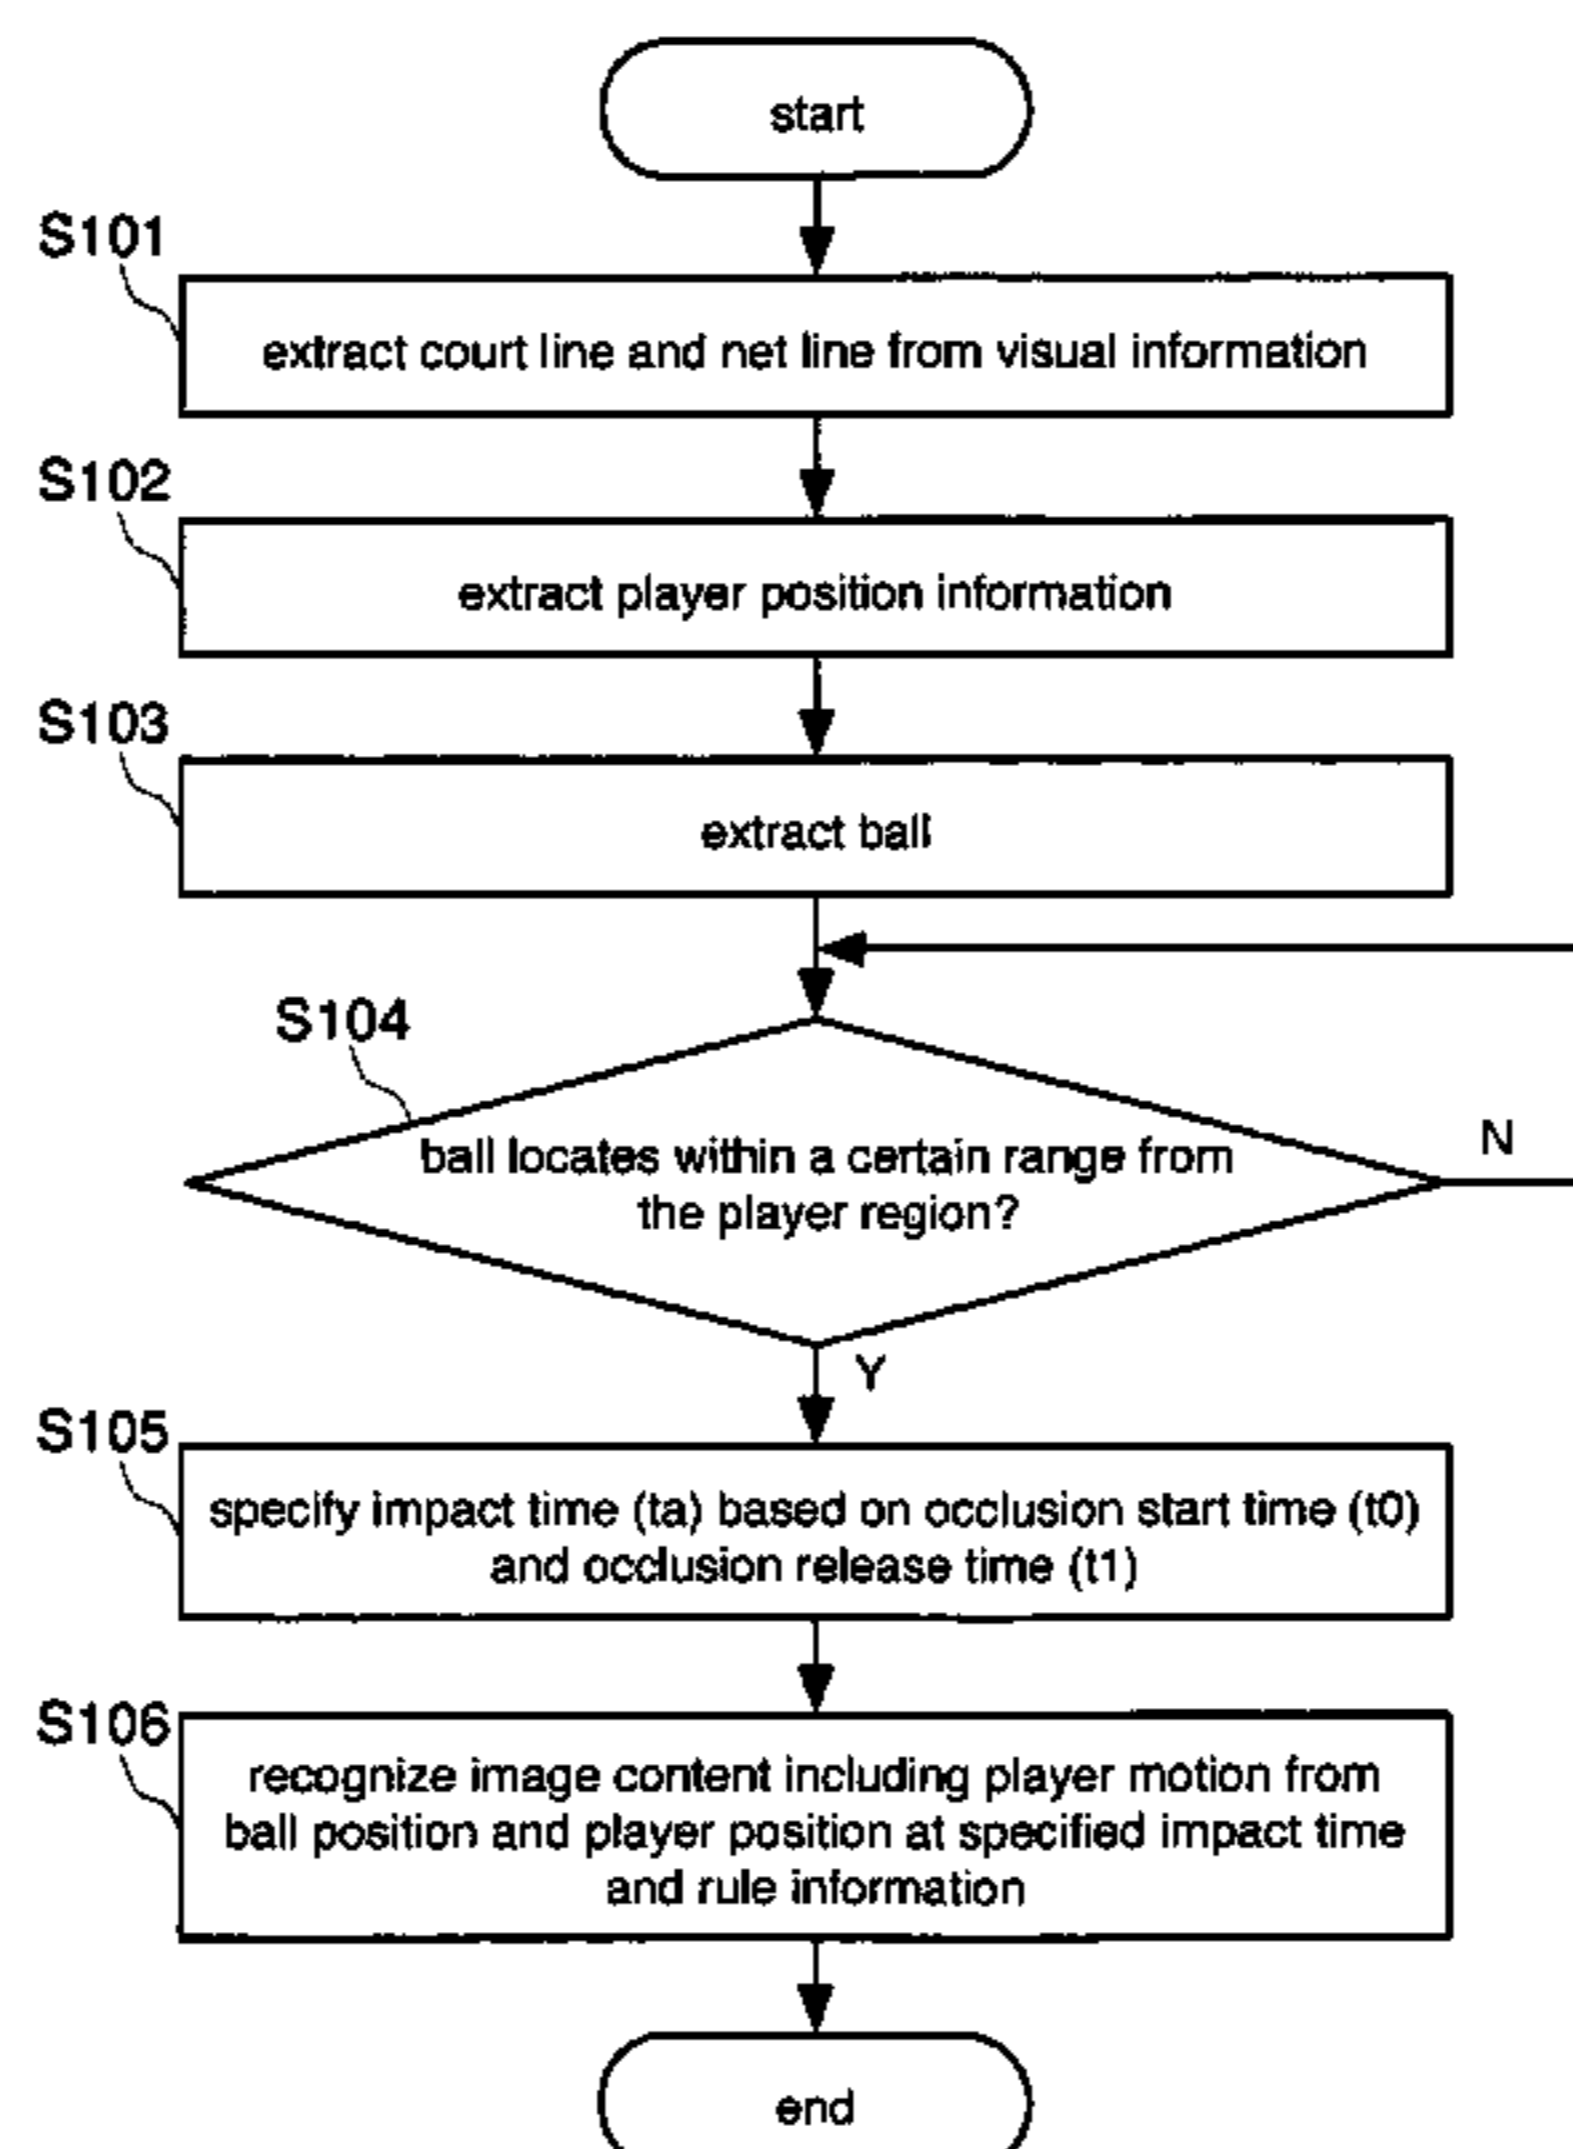 start
S101
extract court line and net line from visual information
S102
extract player position information
S103
extract ball
S104
ball locates within a certain range from
the player region?
N
Y
S105
specify impact time (ta) based on occlusion start time (t0)
and occlusion release time (t1)
S106
recognize image content including player motion from
ball position and player position at specified impact time
and rule information
end